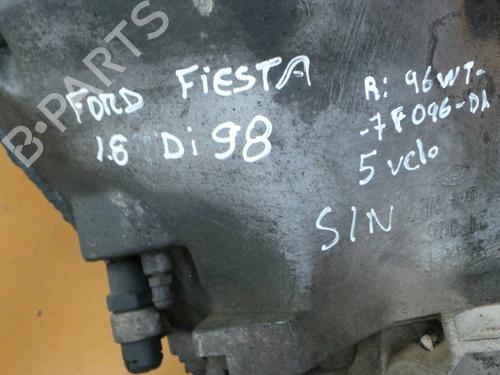 B-PARTS
FORD FIESTA
1.8 Di 98
R: 96WT-
-7F096-DA
5 velo
SIN